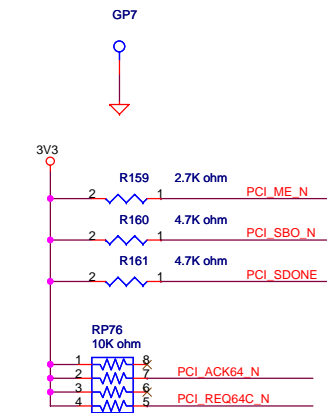 GP7
3V3
R159 2.7K ohm
2 1 PCI_ME_N
R160 4.7K ohm
2 1 PCI_SBO_N
R161 4.7K ohm
2 1 PCI_SDONE
RP76
10K ohm
1 8
2 7 PCI_ACK64_N
3 6
4 5 PCI_REQ64C_N